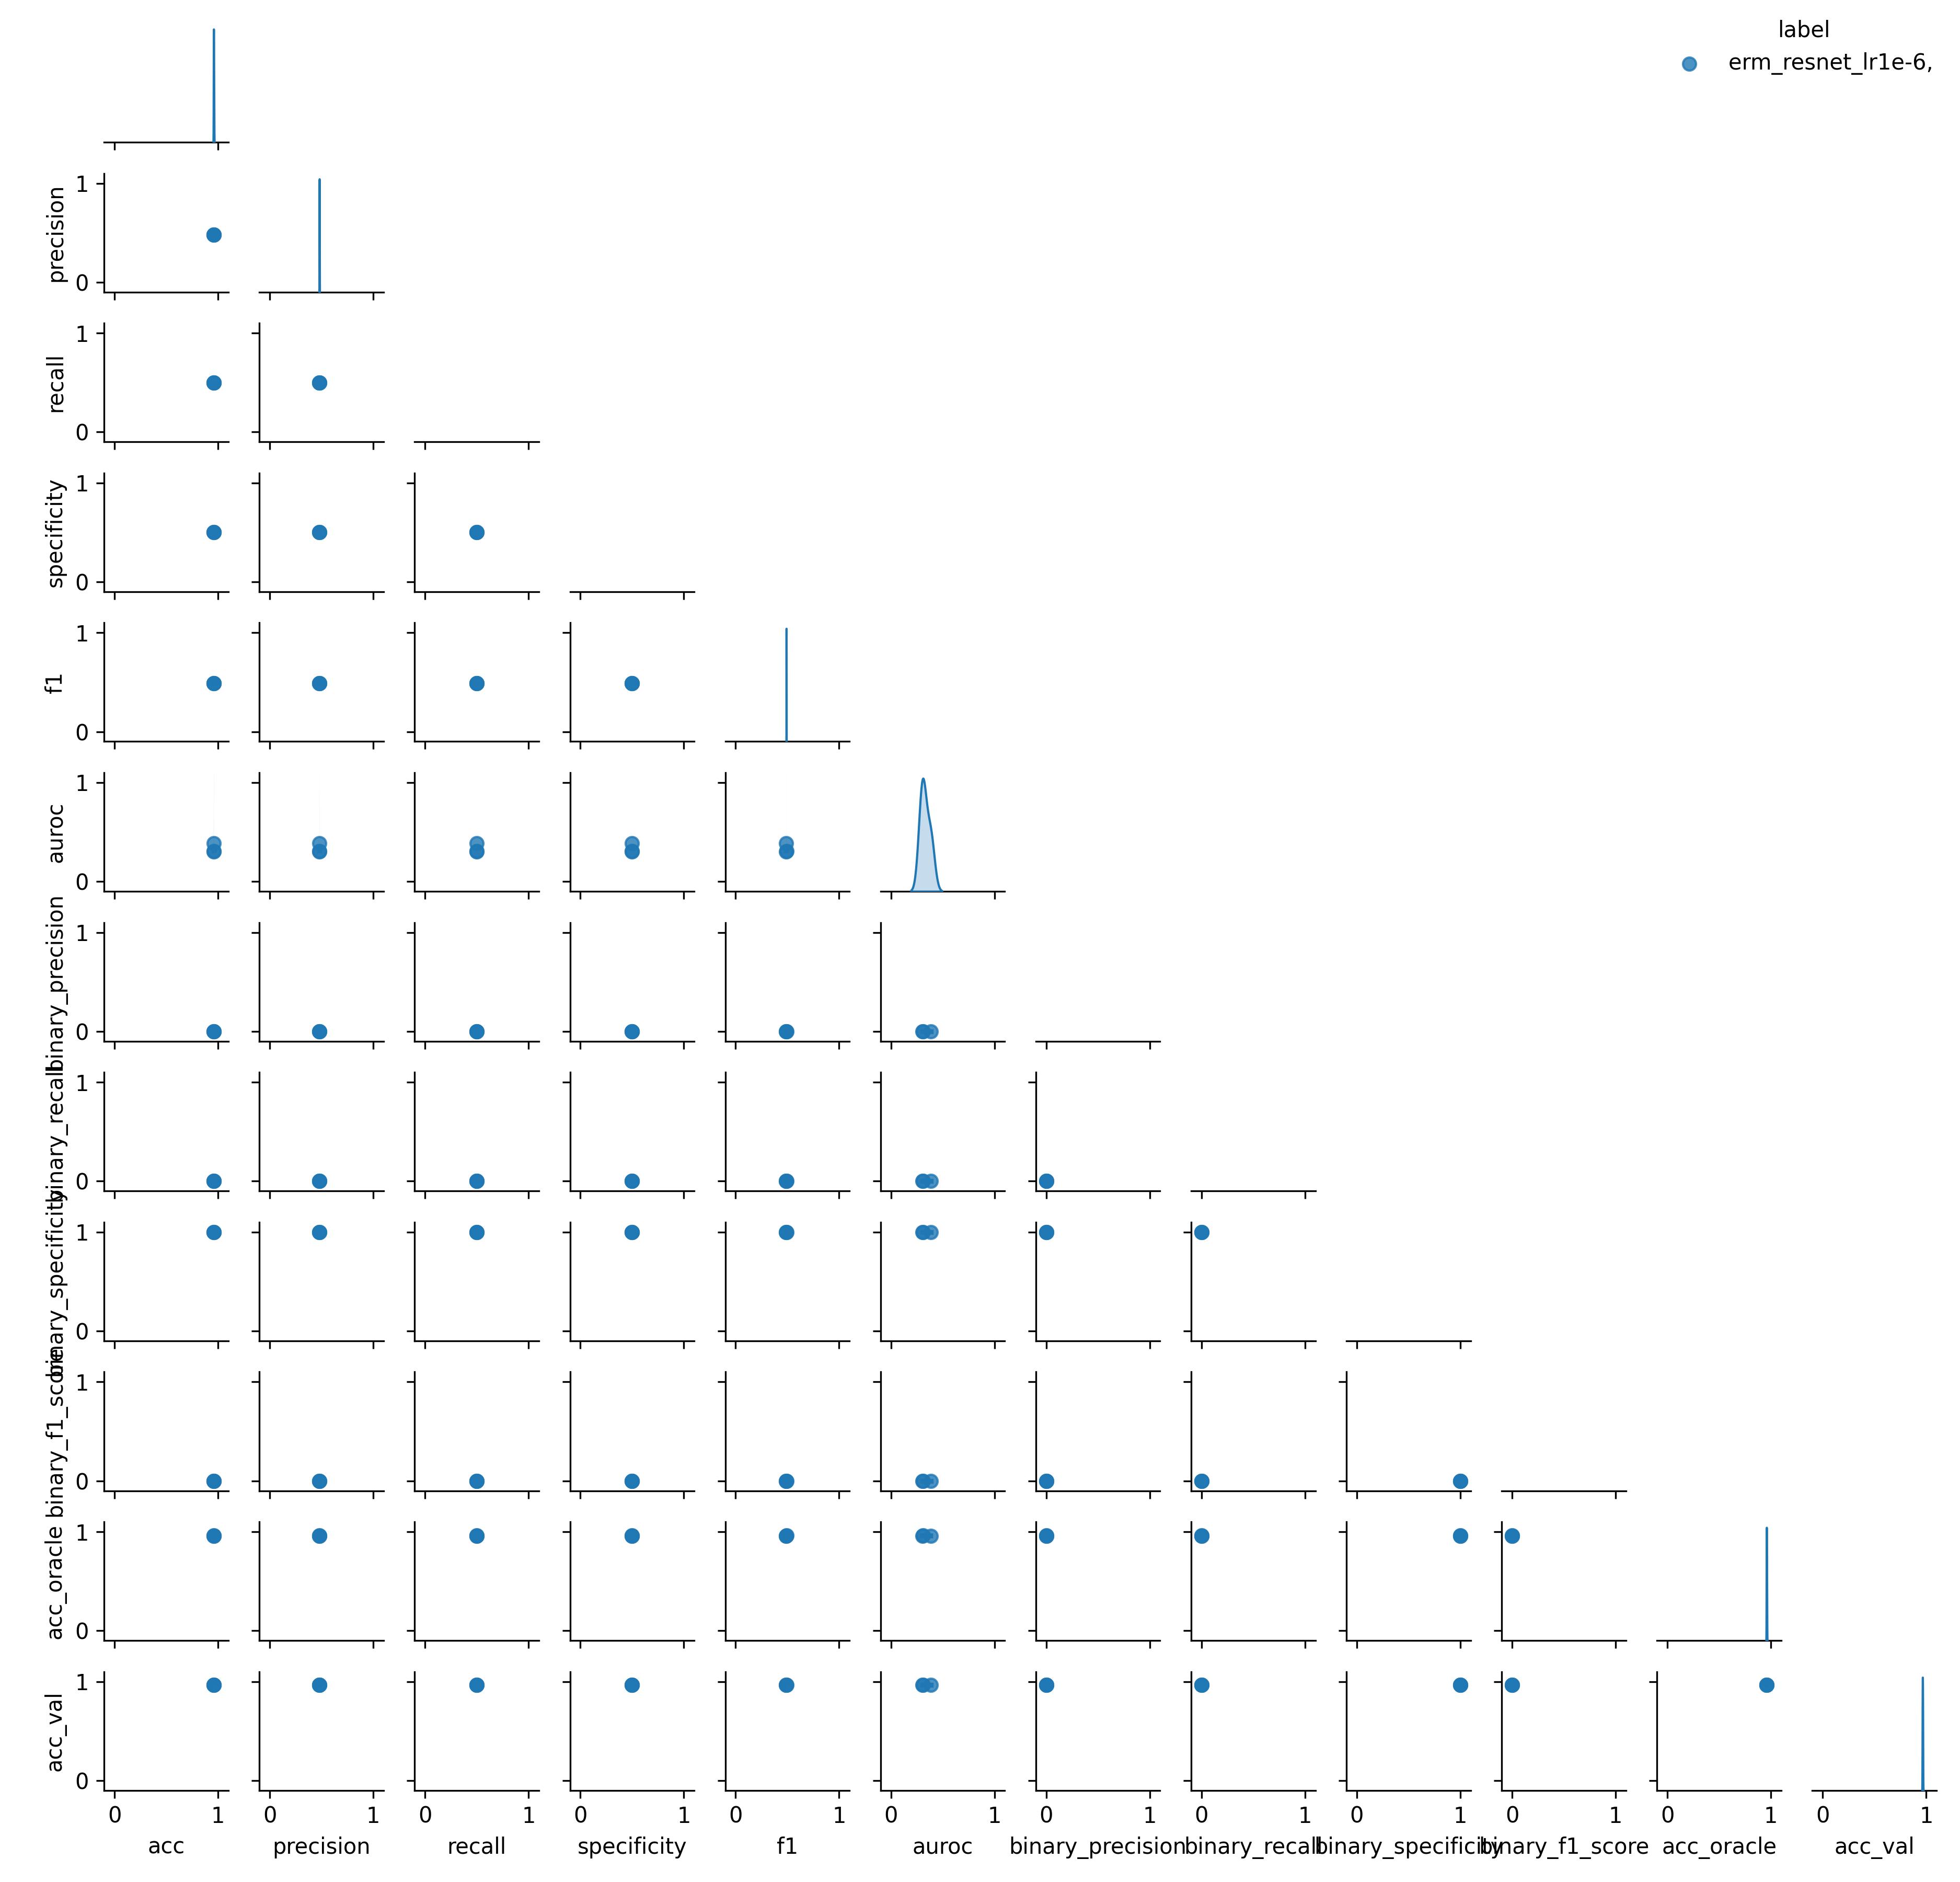 label
erm_resnet_lr1e-6,
1
precision
0
1
recall
0
1
specificity
0
1
f1
0
1
auroc
0
1
binary_precision
0
1
binary_recall
0
1
binary_specificity
0
1
binary_f1_score
0
1
acc_oracle
0
1
acc_val
0
0 1 0 1 0 1 0 1 0 1 0 1 0 1 0 1 0 1 0 1 0 1 0 1
acc precision recall specificity f1 auroc binary_precision binary_recall binary_specificity binary_f1_score acc_oracle acc_val